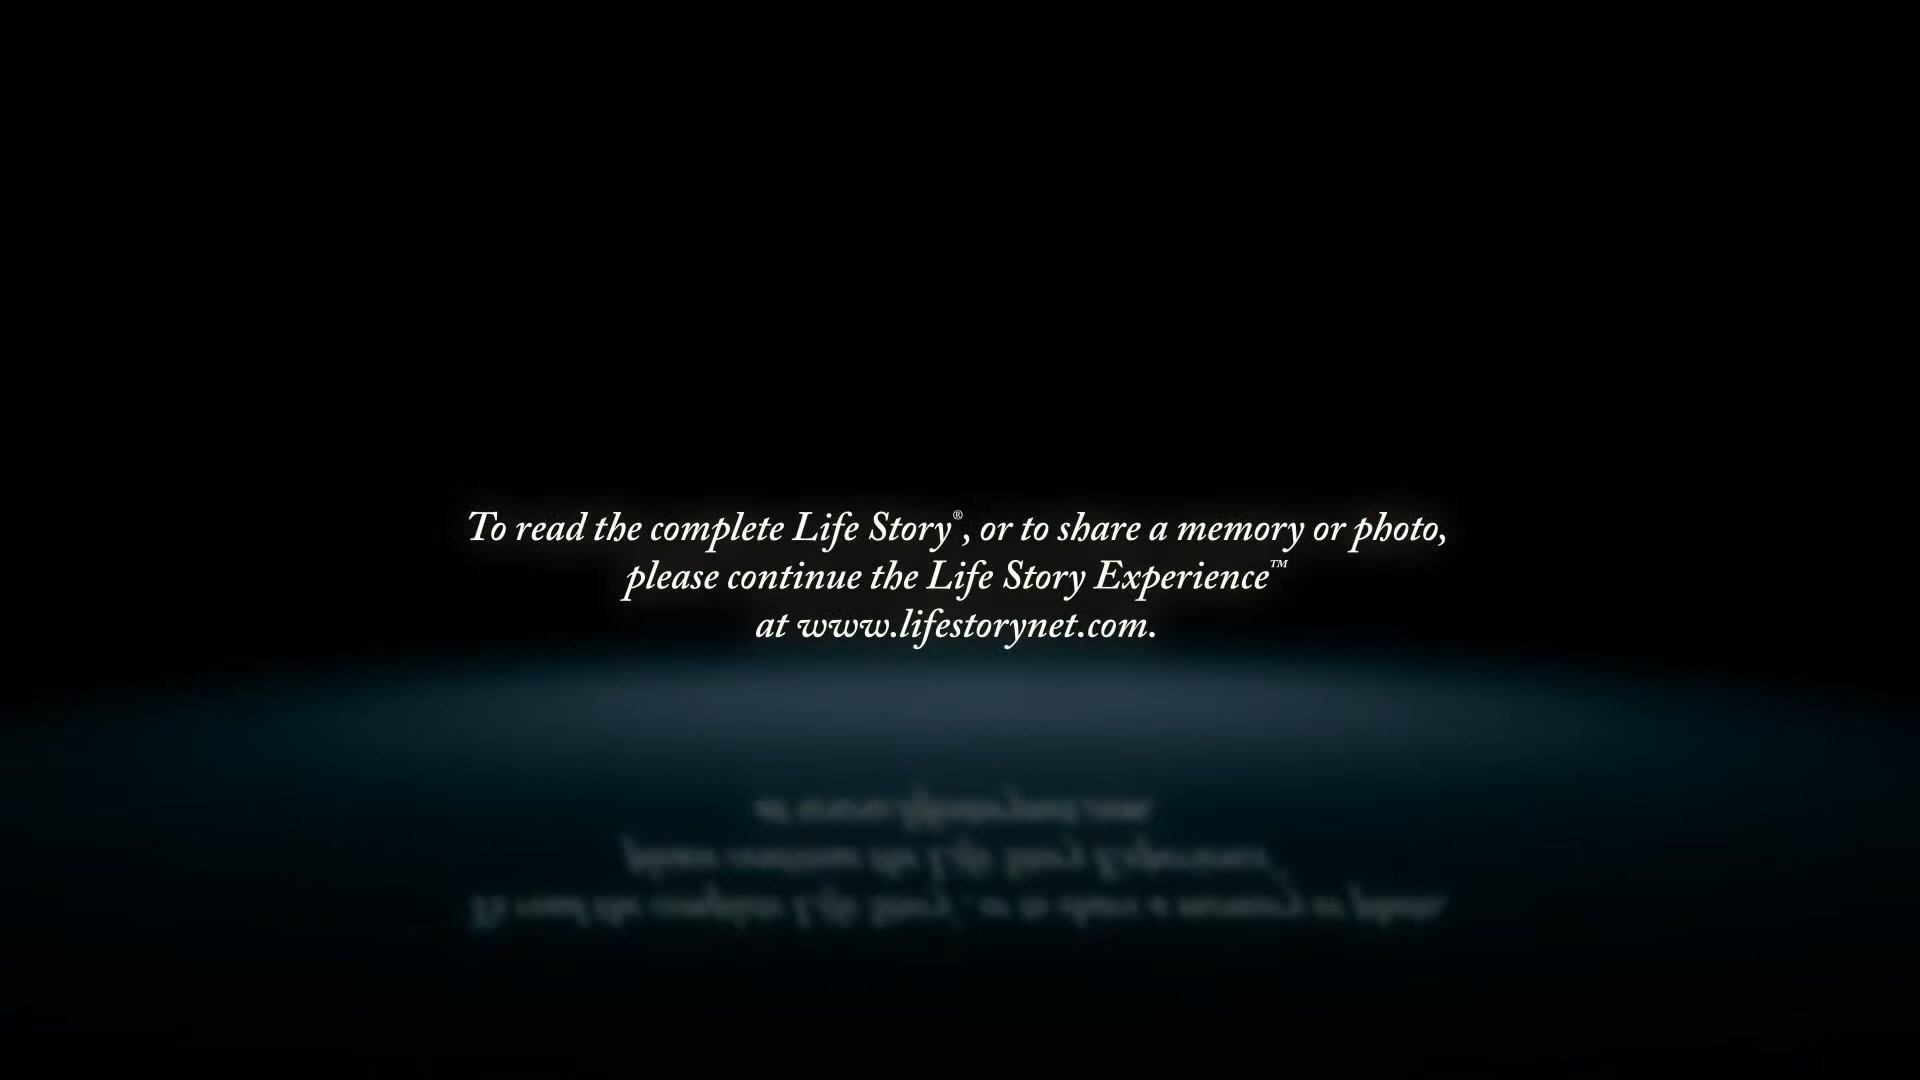 To read the complete Life Story®, or to share a memory or photo,
please continue the Life Story Experience™
at www.lifestorynet.com.